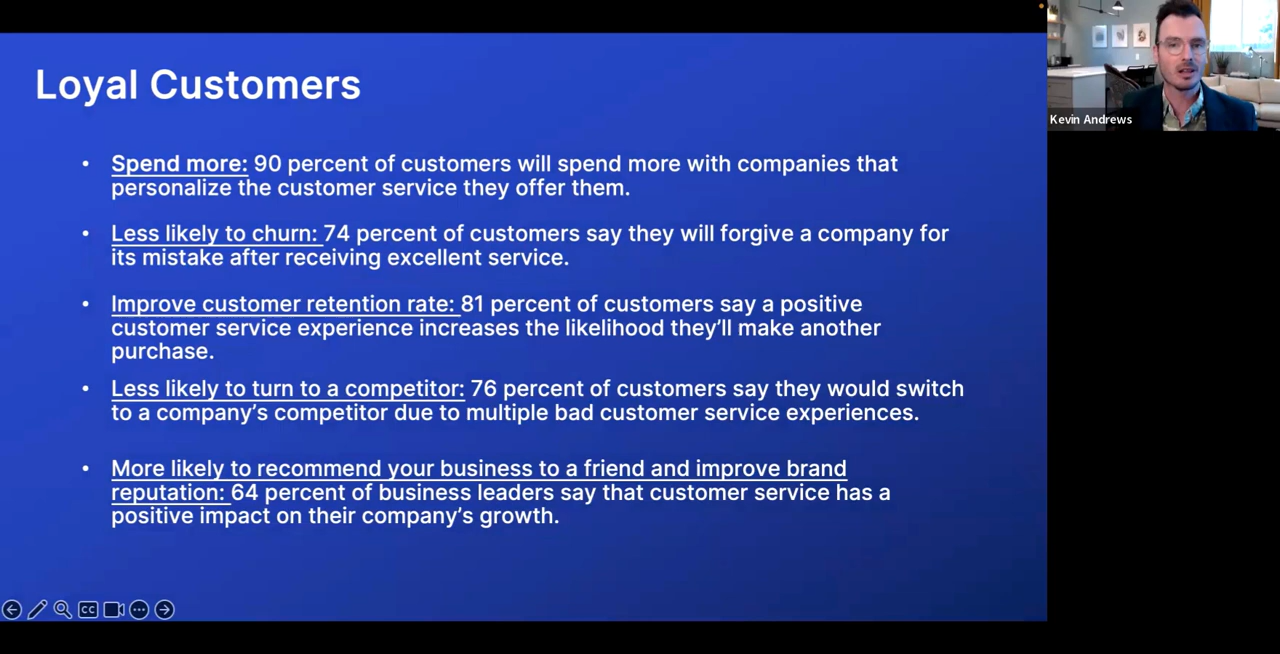 Loyal Customers
• Spend more: 90 percent of customers will spend more with companies that
personalize the customer service they offer them.
• Less likely to churn: 74 percent of customers say they will forgive a company for
its mistake after receiving excellent service.
• Improve customer retention rate: 81 percent of customers say a positive
customer service experience increases the likelihood they’ll make another
purchase.
• Less likely to turn to a competitor: 76 percent of customers say they would switch
to a company’s competitor due to multiple bad customer service experiences.
• More likely to recommend your business to a friend and improve brand
reputation: 64 percent of business leaders say that customer service has a
positive impact on their company’s growth.
CC
Kevin Andrews